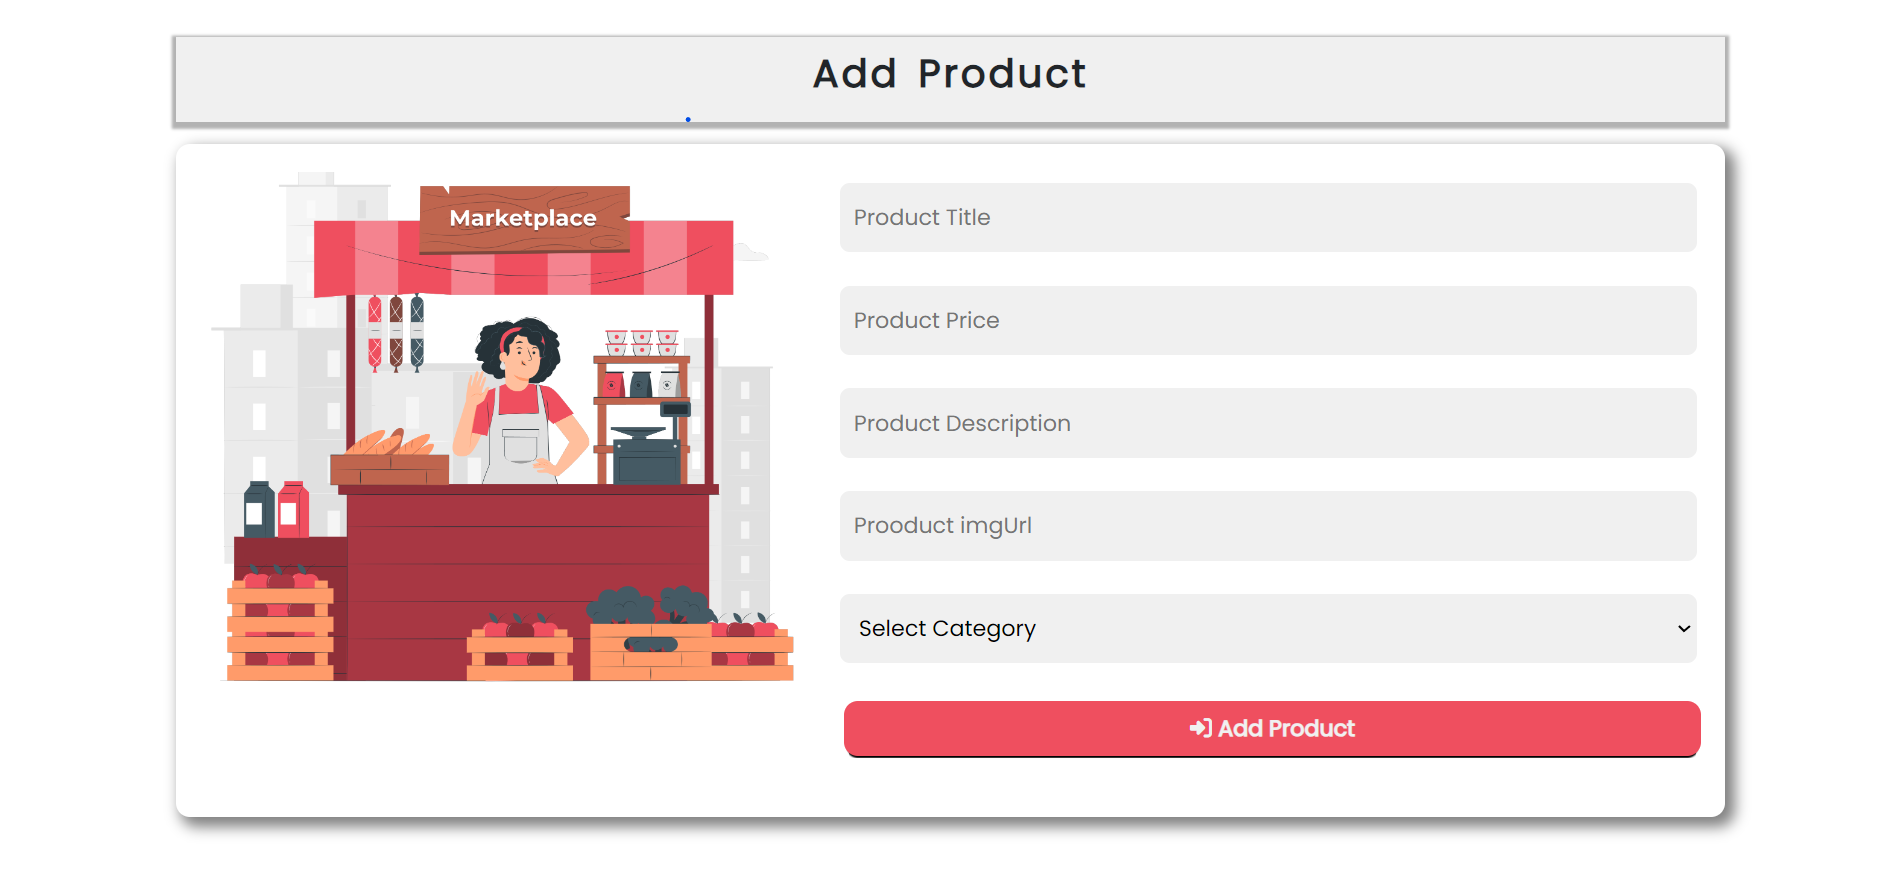 Add Product
Marketplace
Product Title
Product Price
Product Description
Prooduct imgUrl
Select Category
Add Product